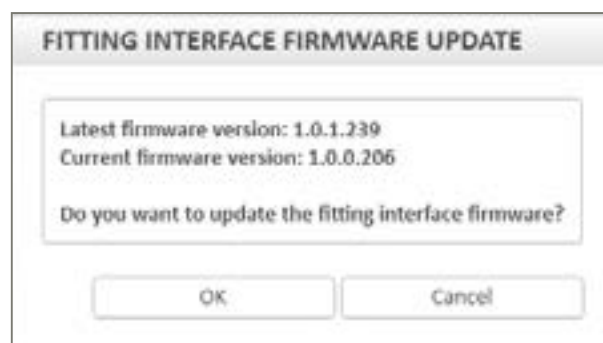 FITTING INTERFACE FIRMWARE UPDATE
Latest firmware version: 1.0.1.239
Current firmware version: 1.0.0.206
Do you want to update the fitting interface firmware?
OK
Cancel